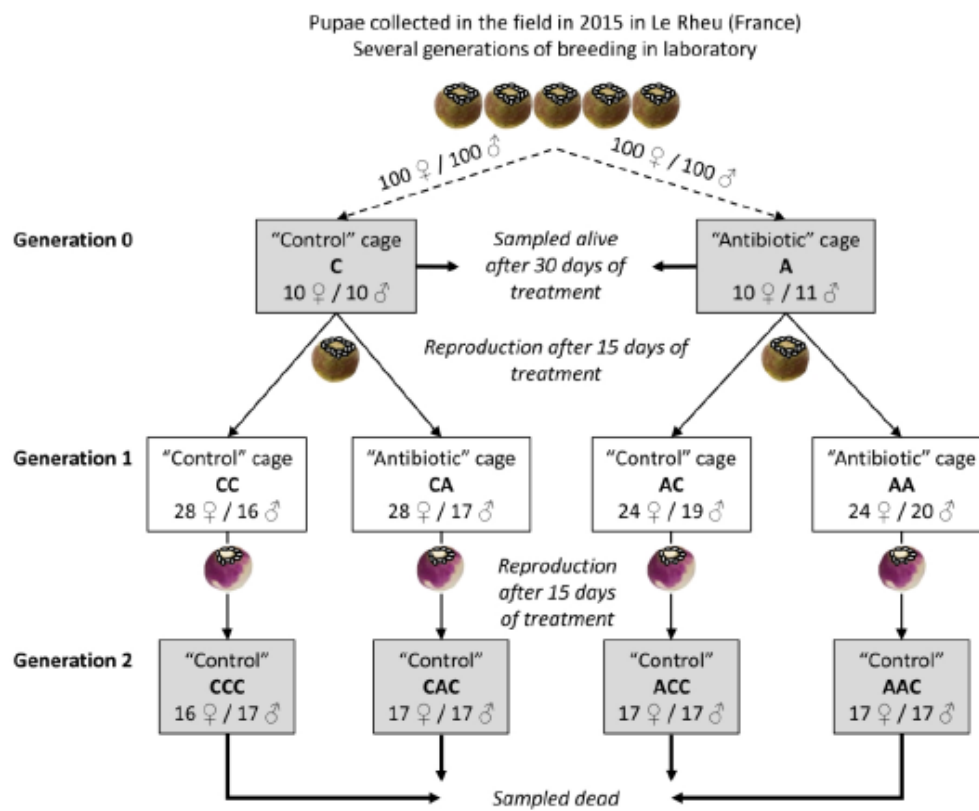 Pupae collected in the field in 2015 in Le Rheu (France)
Several generations of breeding in laboratory
100 ♀ / 100 ♂
100 ♀ / 100 ♂
Generation 0
"Control" cage
C
10 ♀ / 10 ♂
Sampled alive
after 30 days of
treatment
"Antibiotic" cage
A
10 ♀ / 11 ♂
Reproduction after 15 days of
treatment
Generation 1
"Control" cage
CC
28 ♀ / 16 ♂
"Antibiotic" cage
CA
28 ♀ / 17 ♂
"Control" cage
AC
24 ♀ / 19 ♂
"Antibiotic" cage
AA
24 ♀ / 20 ♂
Reproduction
after 15 days
of treatment
Generation 2
"Control"
CCC
16 ♀ / 17 ♂
"Control"
CAC
17 ♀ / 17 ♂
"Control"
ACC
17 ♀ / 17 ♂
"Control"
AAC
17 ♀ / 17 ♂
Sampled dead